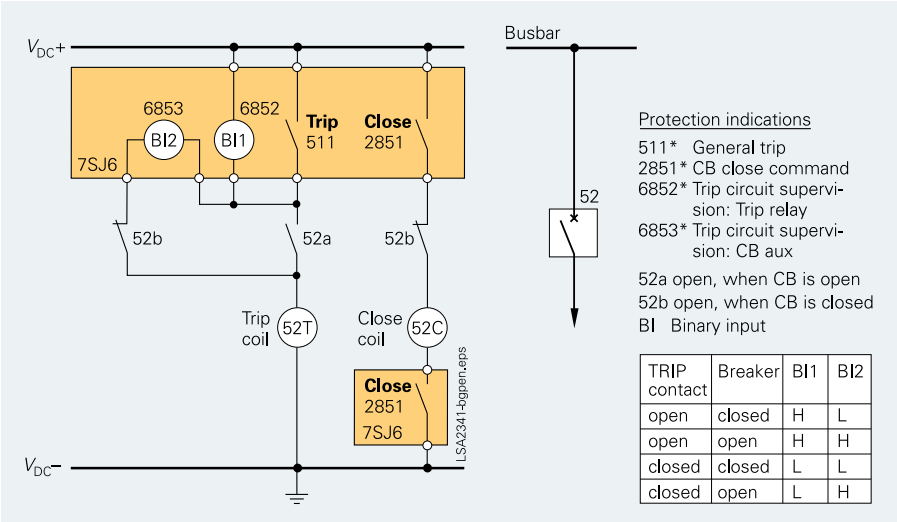 V DC+
Busbar
6853
6852
BI2
BI1
Trip
511
Close
2851
7SJ6
Protection indications
511* General trip
2851* CB close command
6852* Trip circuit supervi-
sion: Trip relay
6853* Trip circuit supervi-
sion: CB aux
52a open, when CB is open
52b open, when CB is closed
BI Binary input
52
52b
52a
52b
Trip
coil
52T
Close
coil
52C
Close
2851
7SJ6
LSA2341-bgpen.eps
V DC–
TRIP contact Breaker BI1 BI2
open closed H L
open open H H
closed closed L L
closed open L H